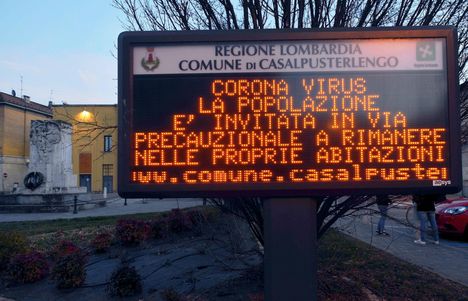 REGIONE LOMBARDIA
COMUNE DI CASALPUSTERLENGO
CORONA VIRUS
LA POPOLAZIONE
E' INVITATA IN VIA
PRECAUZIONALE A RIMANERE
NELLE PROPRIE ABITAZIONI
www.comune.casalpuster